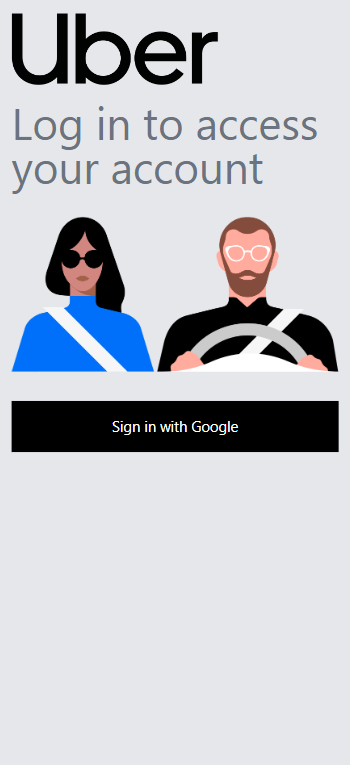 Uber
Log in to access
your account
Sign in with Google